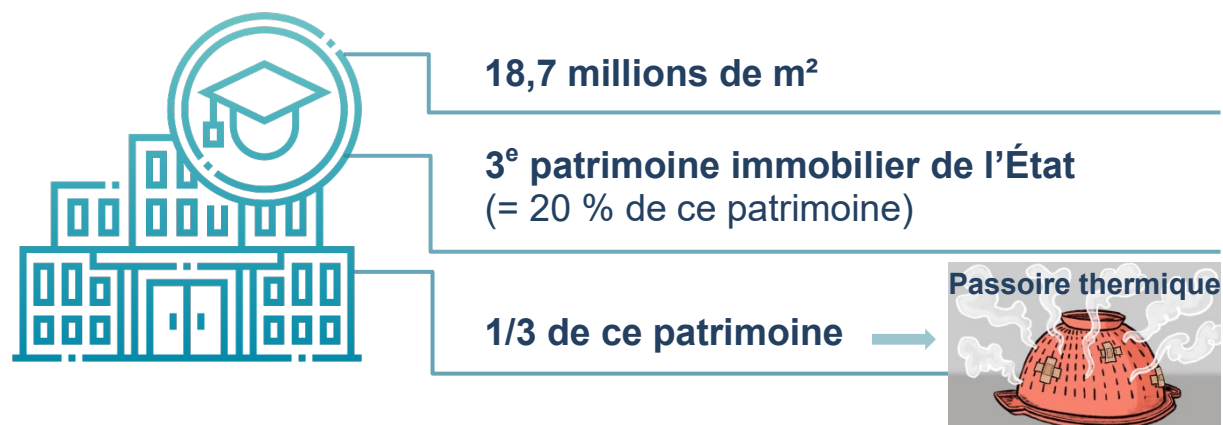 18,7 millions de m²
3e patrimoine immobilier de l’État
(= 20 % de ce patrimoine)
Passoire thermique
1/3 de ce patrimoine